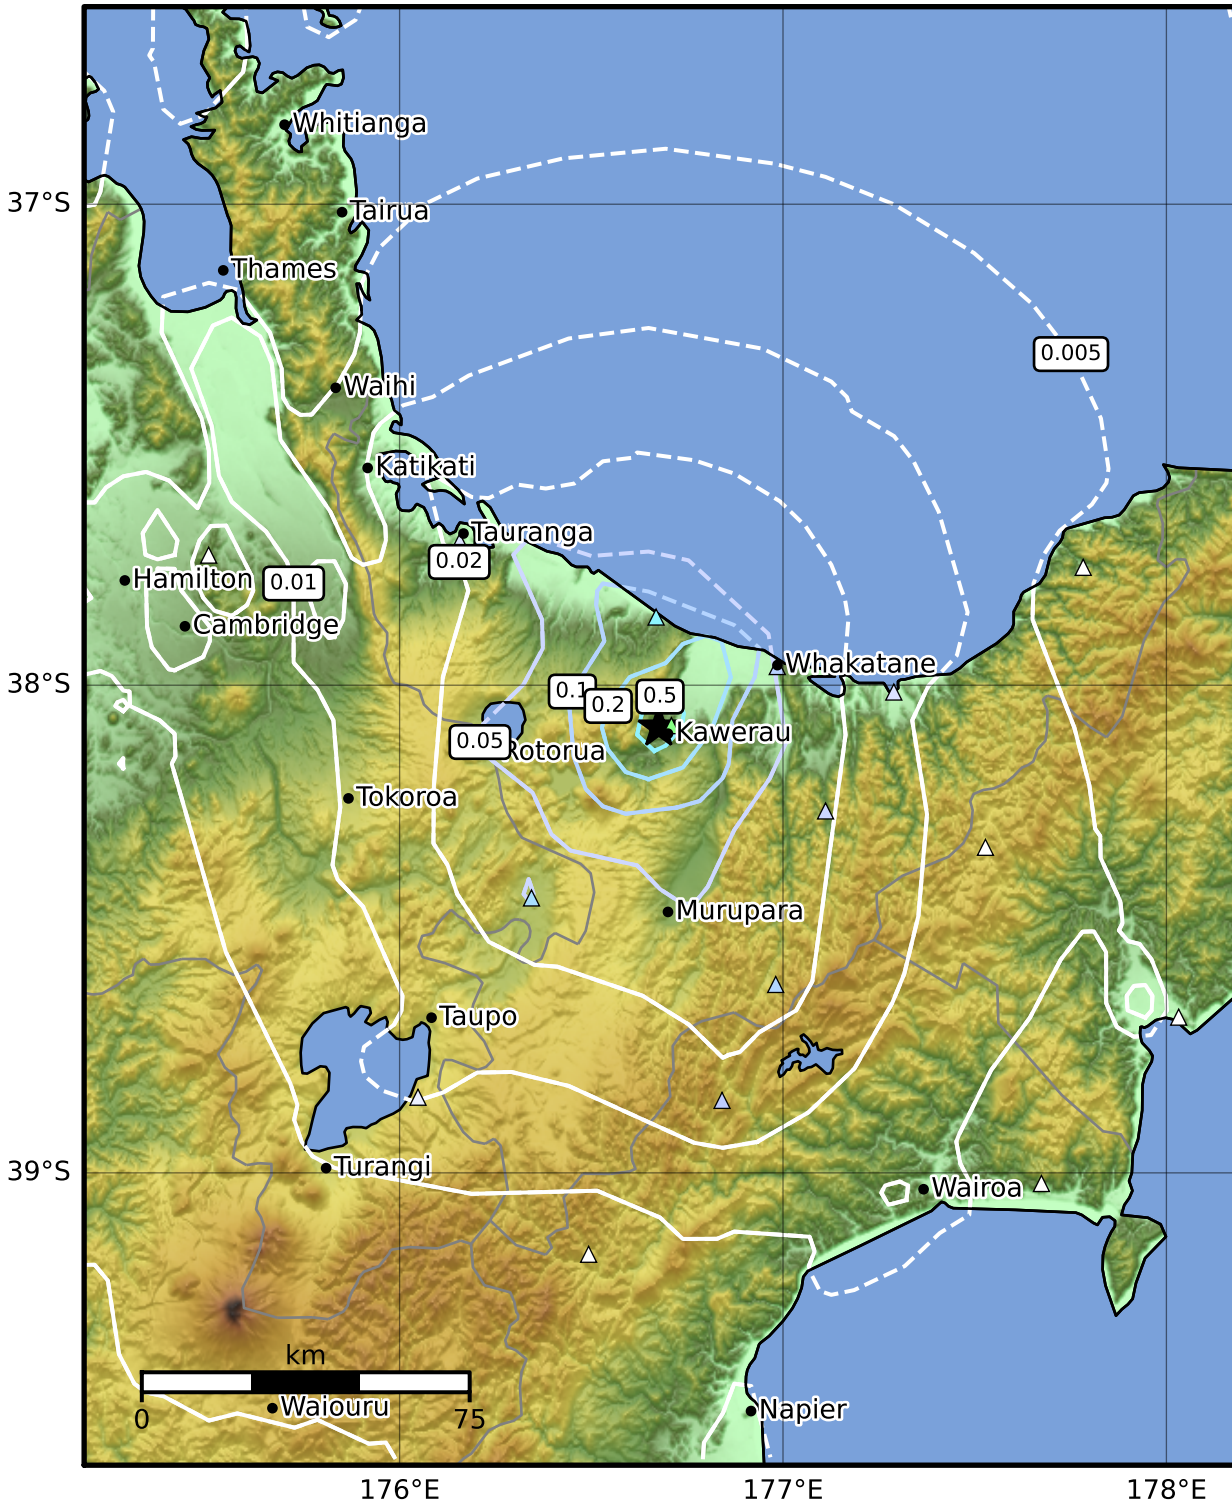 Whitianga
37°S
Tairua
Thames
0.005
Waihi
Katikati
Tauranga
0.02
Hamilton
0.01
Cambridge
38°S
Whakatane
0.1
0.2
0.5
Kawerau
0.05
Rotorua
Tokoroa
Murupara
Taupo
39°S
Turangi
Wairoa
km
0
75
Waiouru
Napier
176°E
177°E
178°E